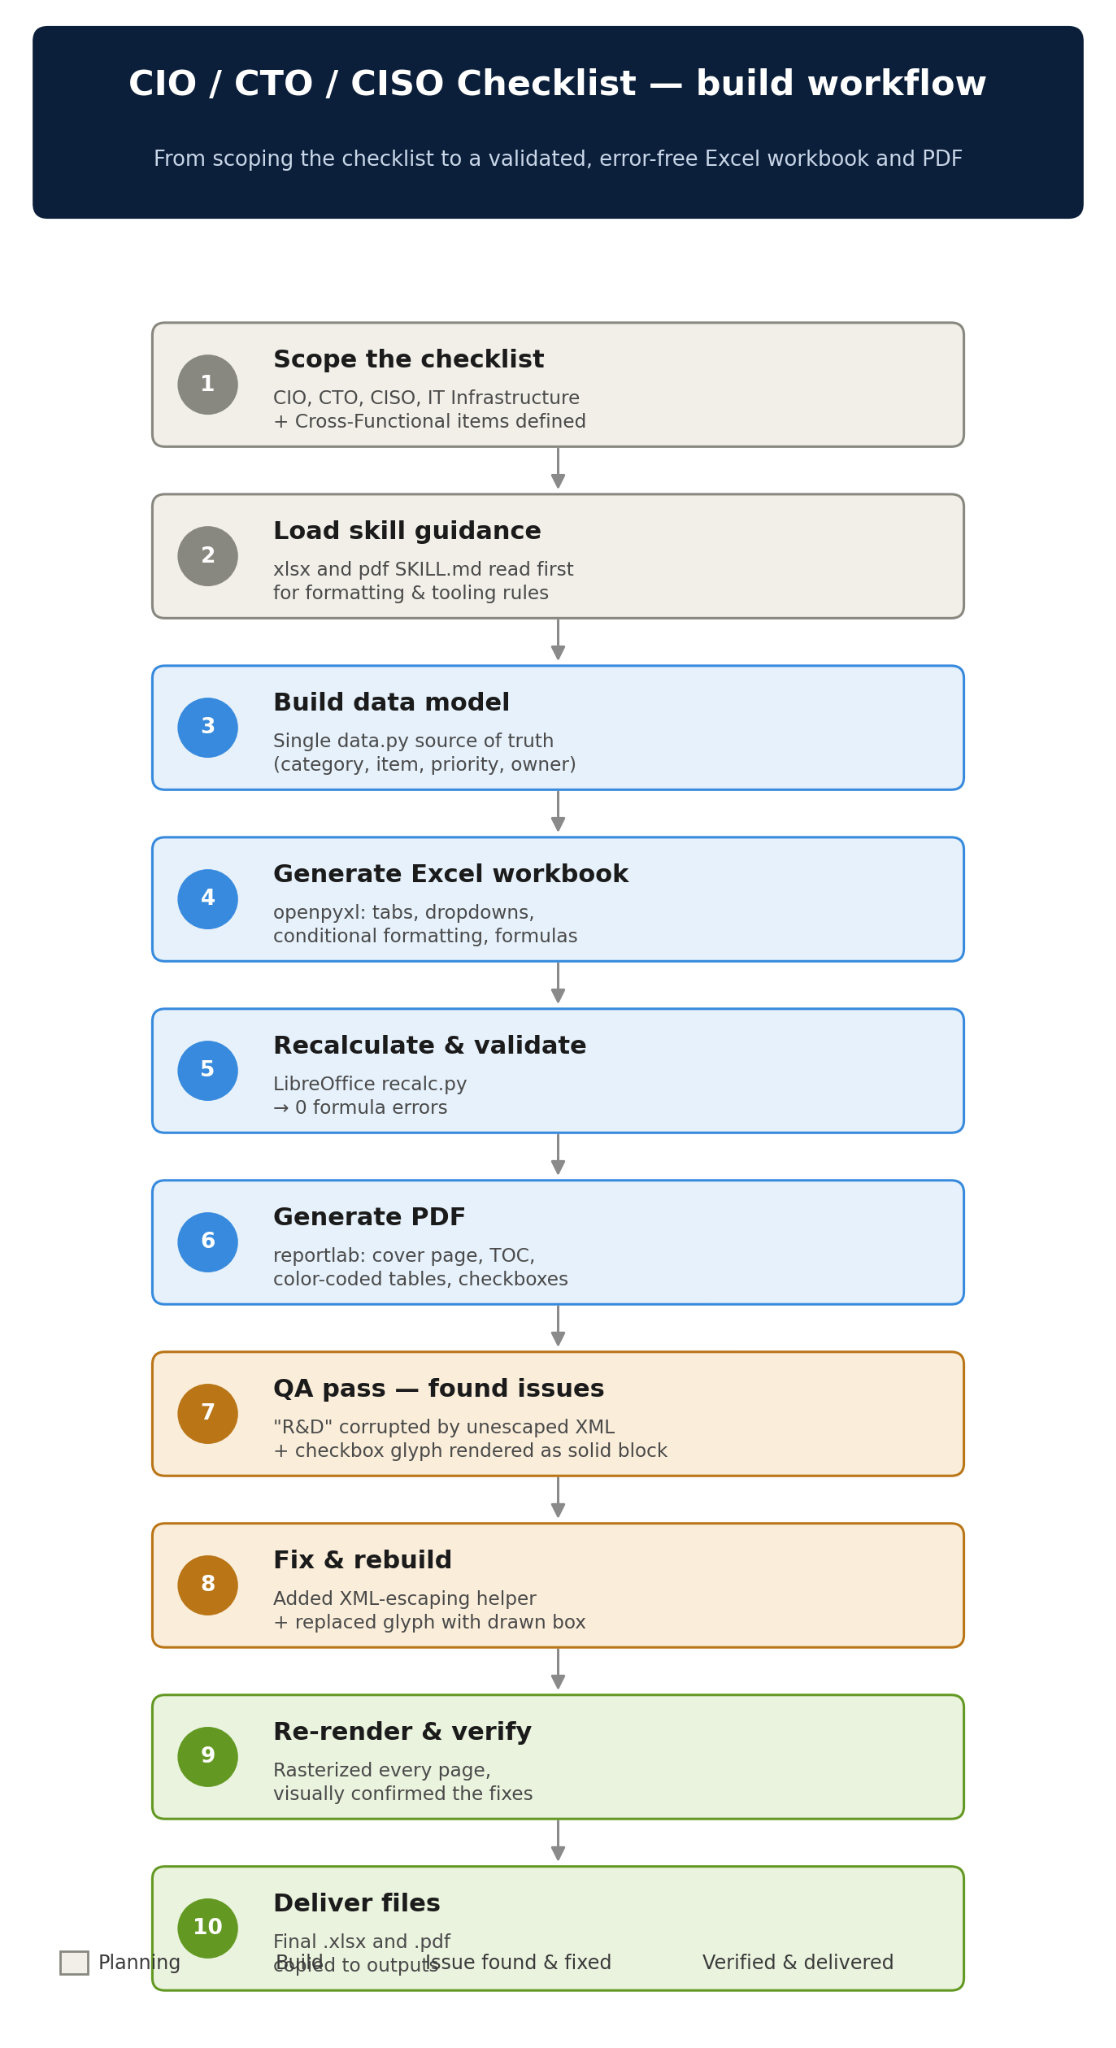 CIO / CTO / CISO Checklist — build workflow
From scoping the checklist to a validated, error-free Excel workbook and PDF
1
Scope the checklist
CIO, CTO, CISO, IT Infrastructure
+ Cross-Functional items defined
2
Load skill guidance
xlsx and pdf SKILL.md read first
for formatting & tooling rules
3
Build data model
Single data.py source of truth
(category, item, priority, owner)
4
Generate Excel workbook
openpyxl: tabs, dropdowns,
conditional formatting, formulas
5
Recalculate & validate
LibreOffice recalc.py
→ 0 formula errors
6
Generate PDF
reportlab: cover page, TOC,
color-coded tables, checkboxes
7
QA pass — found issues
"R&D" corrupted by unescaped XML
+ checkbox glyph rendered as solid block
8
Fix & rebuild
Added XML-escaping helper
+ replaced glyph with drawn box
9
Re-render & verify
Rasterized every page,
visually confirmed the fixes
10
Deliver files
Final .xlsx and .pdf
copied to outputs
Planning
Build
Issue found & fixed
Verified & delivered